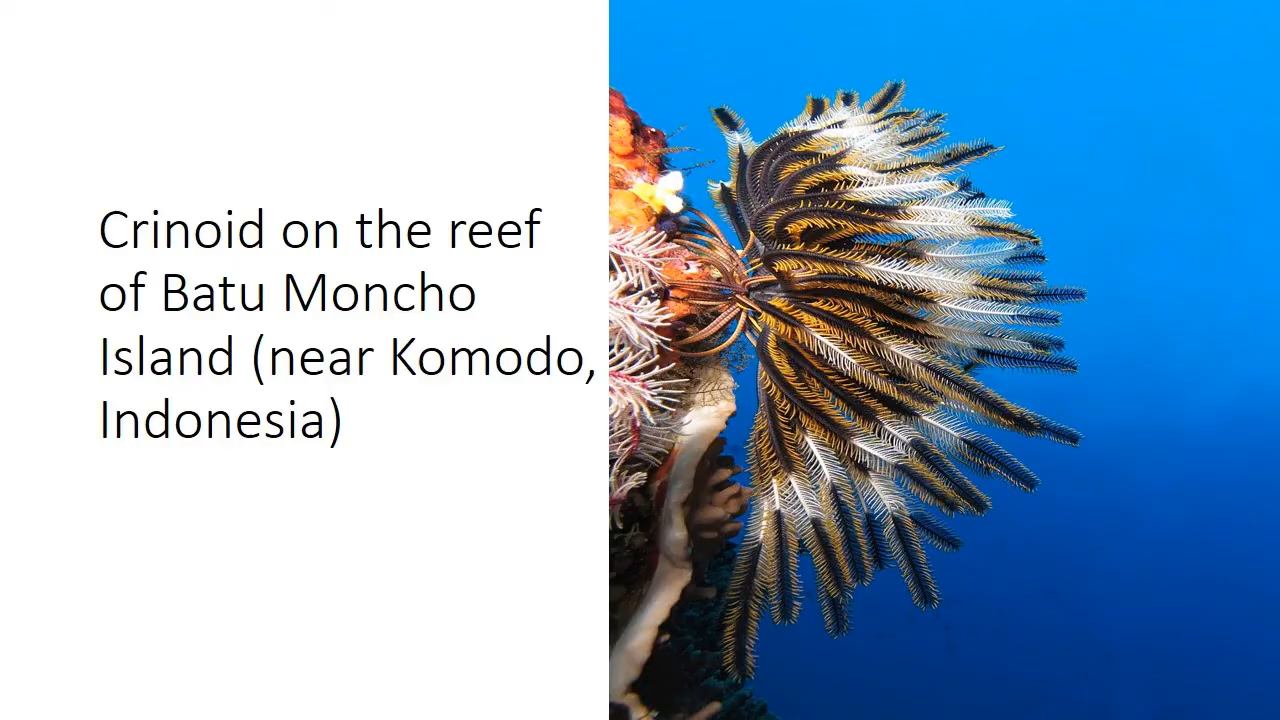 Crinoid on the reef
of Batu Moncho
Island (near Komodo,
Indonesia)